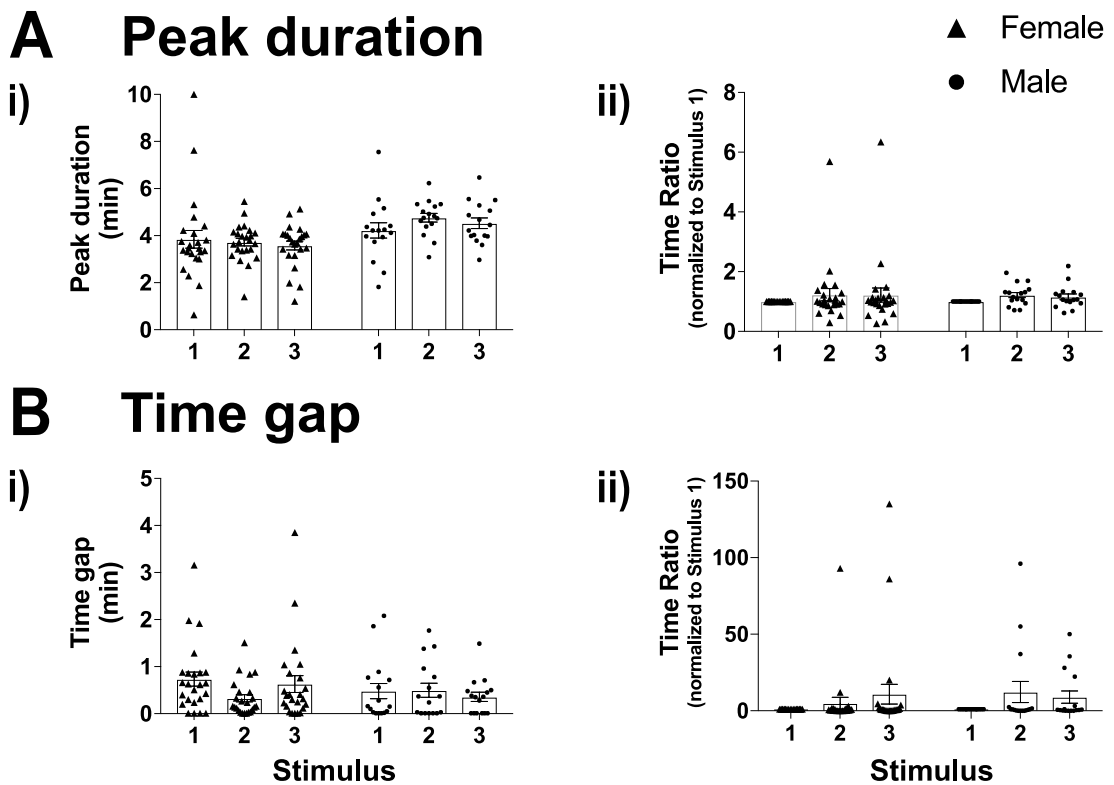 A Peak duration
Female
Male
i)
Peak duration
(min)
10
8
6
4
2
0
1 2 3 1 2 3
ii)
Time Ratio
(normalized to Stimulus 1)
8
6
4
2
0
1 2 3 1 2 3
B Time gap
i)
Time gap
(min)
5
4
3
2
1
0
1 2 3 1 2 3
Stimulus
ii)
Time Ratio
(normalized to Stimulus 1)
150
100
50
0
1 2 3 1 2 3
Stimulus